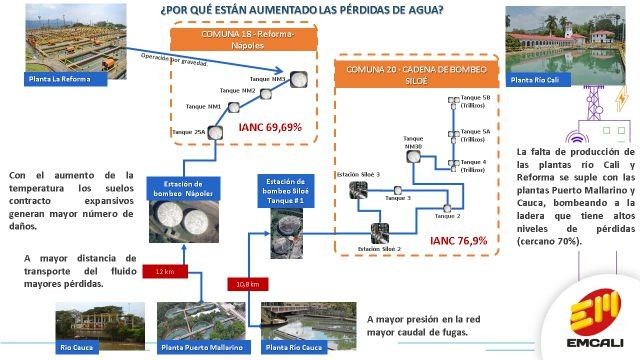 ¿POR QUÉ ESTÁN AUMENTADO LAS PÉRDIDAS DE AGUA?
Planta La Reforma
Operación por gravedad.
COMUNA 18 - Reforma-
Nápoles
Tanque NM3
Tanque NM2
Tanque NM1
Tanque 25A
IANC 69,69%
COMUNA 20 - CADENA DE BOMBEO
SILOÉ
Tanque 5B
(Trillizos)
Tanque 5A
(Trillizos)
Tanque
NM3B
Tanque 4
(Trillizos)
Estación Siloé 3
Tanque 3
Tanque 2
Estación Siloé 2
IANC 76,9%
Planta Río Cali
La falta de producción de
las plantas río Cali y
Reforma se suple con las
plantas Puerto Mallarino y
Cauca, bombeando a la
ladera que tiene altos
niveles de pérdidas
(cercano 70%).
Con el aumento de la
temperatura los suelos
contracto expansivos
generan mayor número de
daños.
A mayor distancia de
transporte del fluido
mayores pérdidas.
Estación de
bombeo Nápoles
Estación de
bombeo Siloé
Tanque #1
12 km
10,8 km
Río Cauca
Planta Puerto Mallarino
Planta Río Cauca
A mayor presión en la red
mayor caudal de fugas.
EM
EMCALI